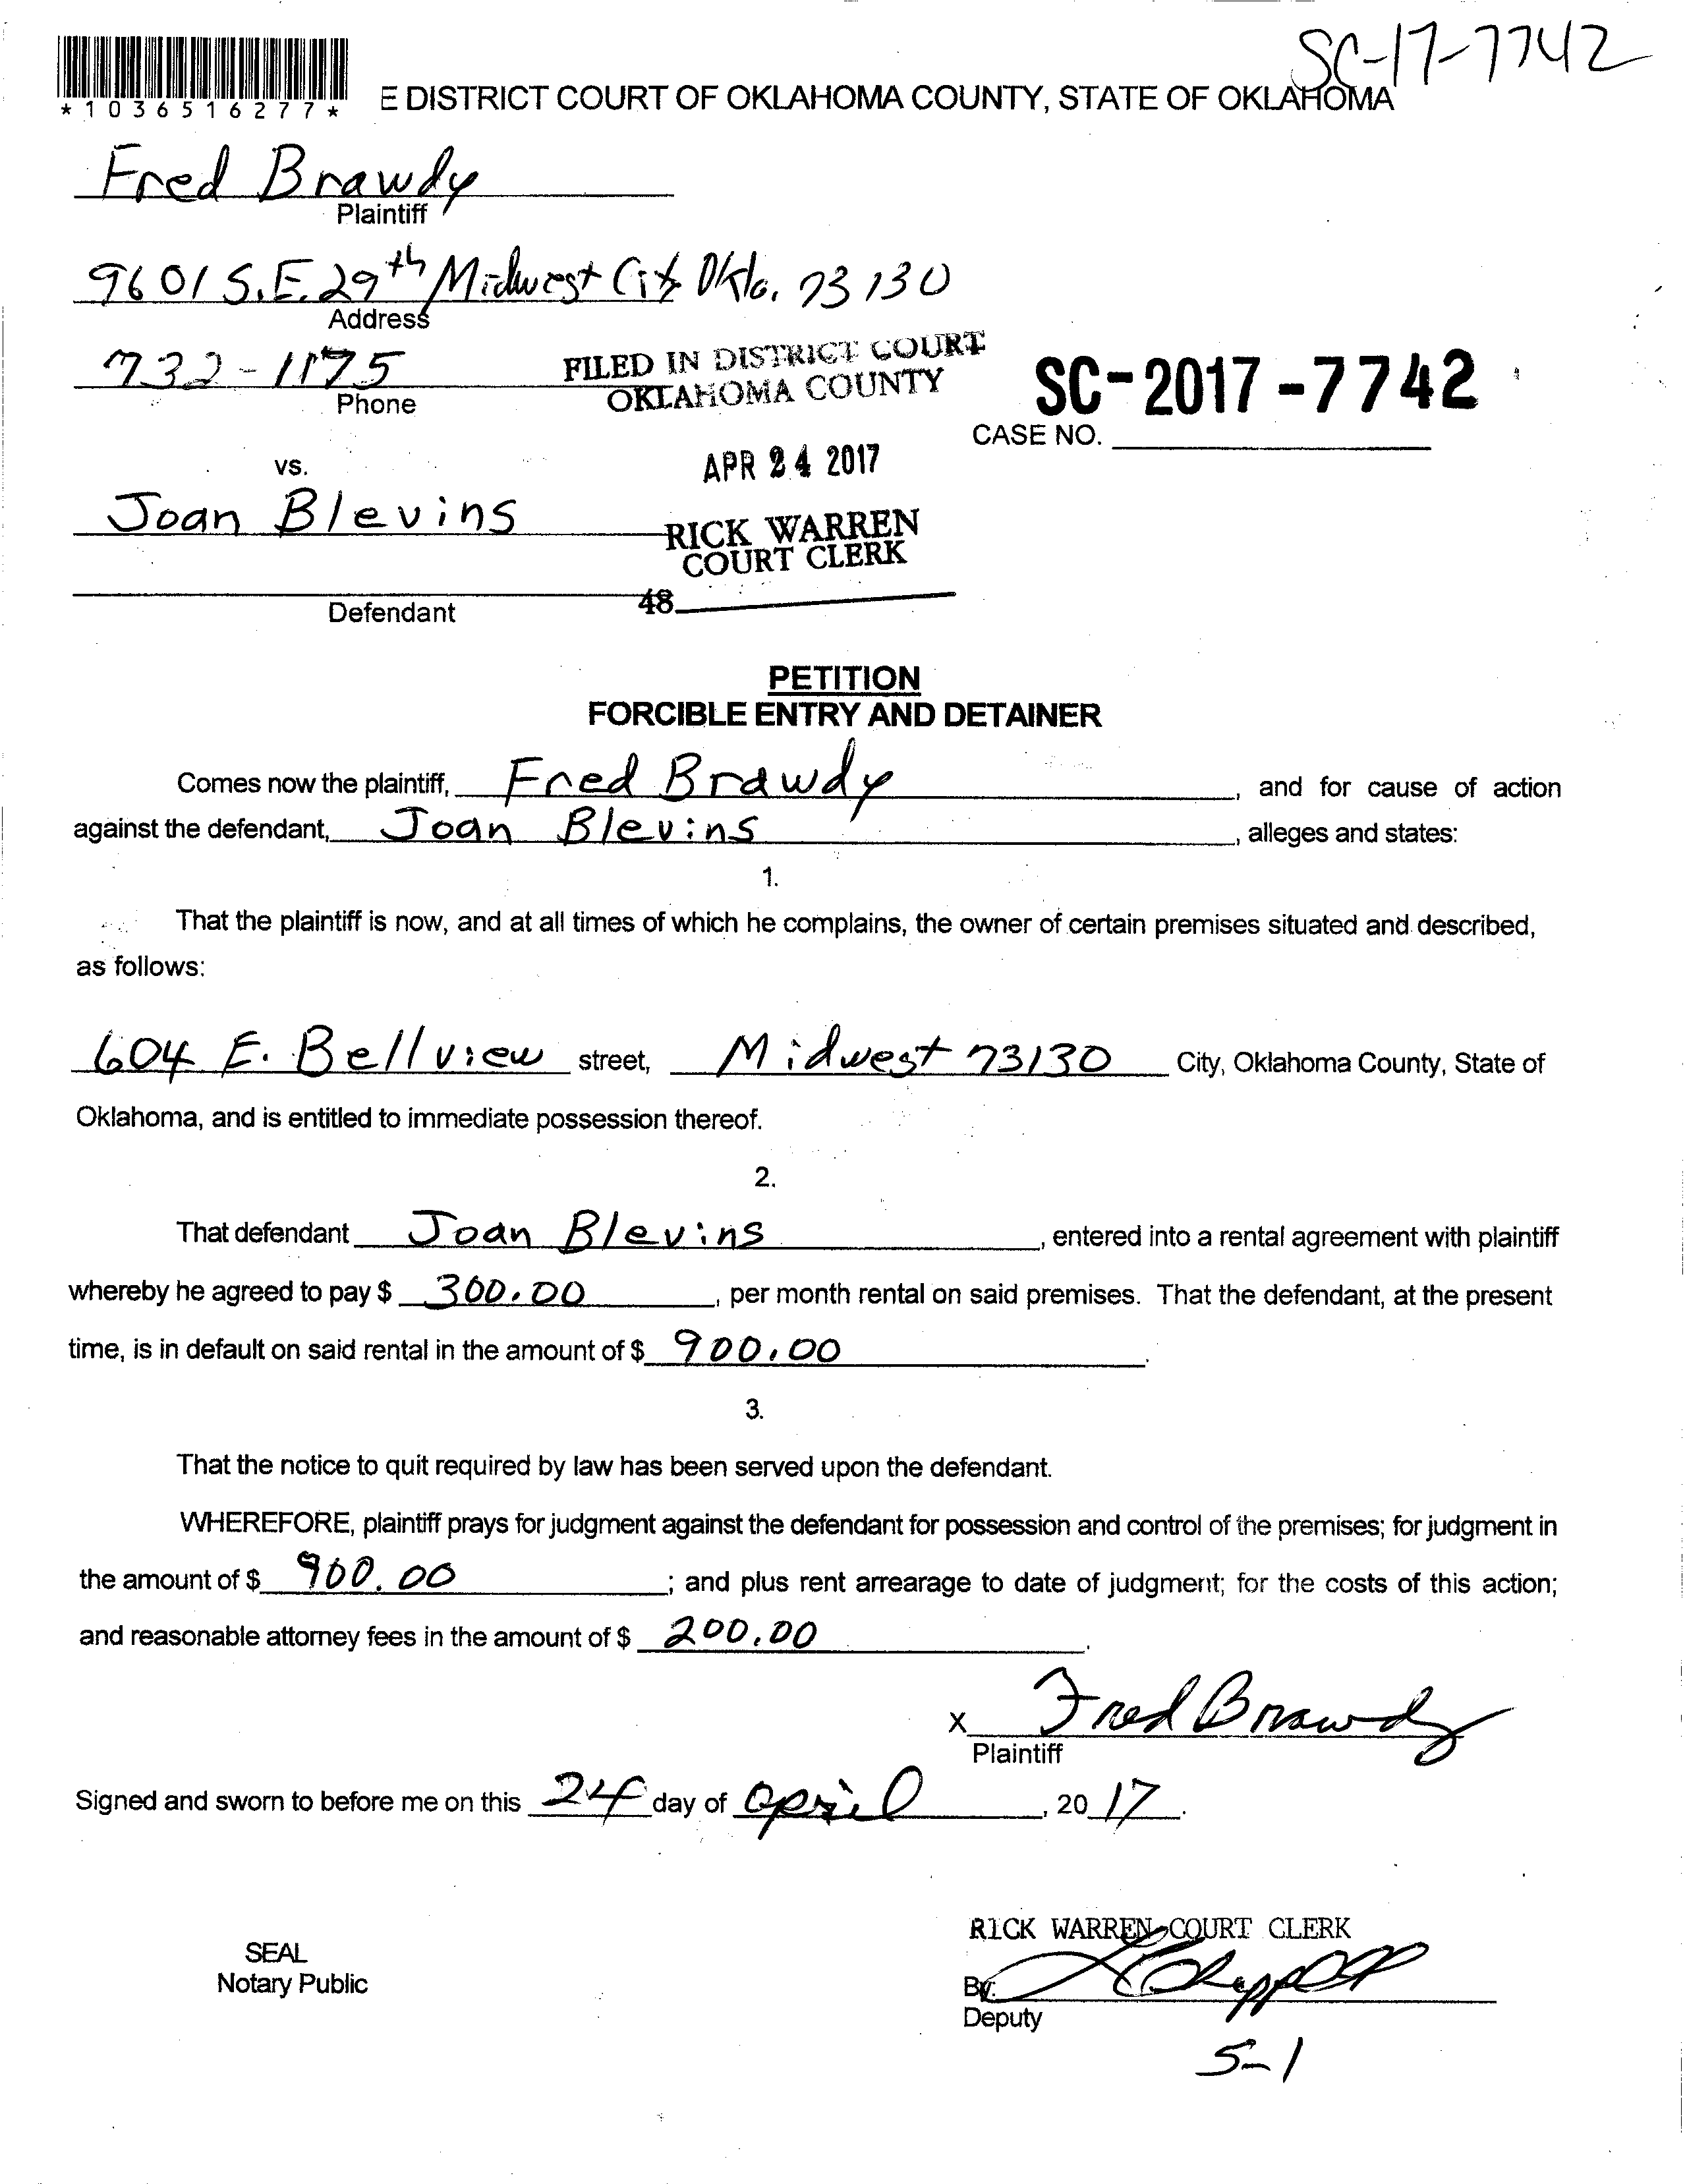 SC-17-7742
*1036516277*
E DISTRICT COURT OF OKLAHOMA COUNTY, STATE OF OKLAHOMA
Fred Brawdy
Plaintiff
9601 S.E. 29th Midwest City Okla. 73130
Address
732-1175
Phone
FILED IN DISTRICT COURT
OKLAHOMA COUNTY
SC-2017-7742
CASE NO.
vs.
APR 24 2017
Joan Blevins
RICK WARREN
COURT CLERK
48
Defendant
PETITION
FORCIBLE ENTRY AND DETAINER
Comes now the plaintiff, Fred Brawdy, and for cause of action
against the defendant, Joan Blevins, alleges and states:
1.
That the plaintiff is now, and at all times of which he complains, the owner of certain premises situated and described,
as follows:
604 E. Bellview street, Midwest 73130 City, Oklahoma County, State of
Oklahoma, and is entitled to immediate possession thereof.
2.
That defendant Joan Blevins, entered into a rental agreement with plaintiff
whereby he agreed to pay $ 300.00, per month rental on said premises. That the defendant, at the present
time, is in default on said rental in the amount of $ 900.00.
3.
That the notice to quit required by law has been served upon the defendant.
WHEREFORE, plaintiff prays for judgment against the defendant for possession and control of the premises; for judgment in
the amount of $ 900.00; and plus rent arrearage to date of judgment; for the costs of this action;
and reasonable attorney fees in the amount of $ 200.00.
X Fred Brawdy
Plaintiff
Signed and sworn to before me on this 24 day of April, 2017.
RICK WARREN COURT CLERK
SEAL
Notary Public
By:
Deputy
5-1